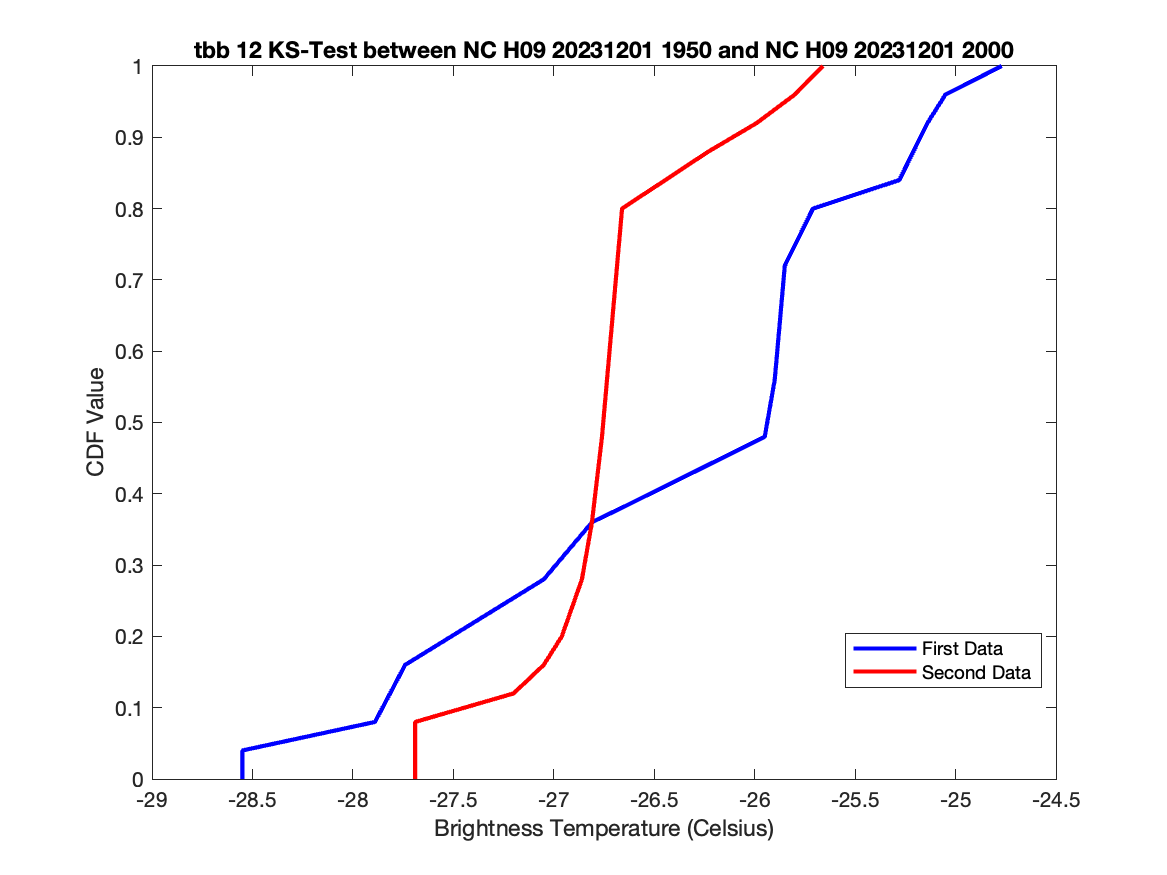 tbb 12 KS-Test between NC H09 20231201 1950 and NC H09 20231201 2000
1
0.9
0.8
0.7
0.6
0.5
0.4
0.3
0.2
0.1
0
CDF Value
First Data
Second Data
-29 -28.5 -28 -27.5 -27 -26.5 -26 -25.5 -25 -24.5
Brightness Temperature (Celsius)